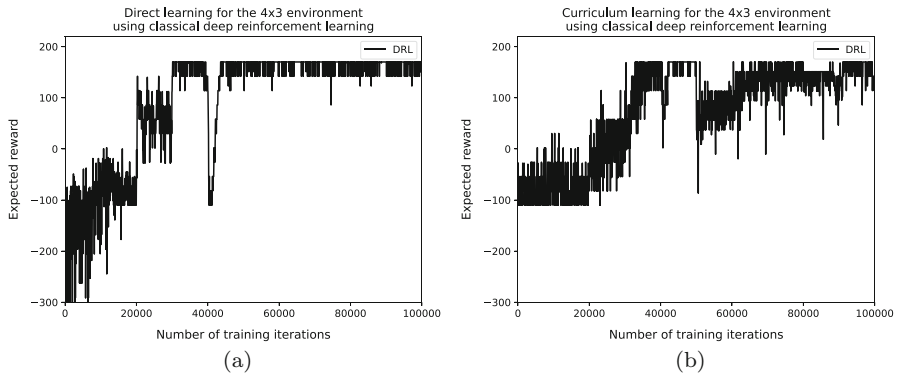 Direct learning for the 4x3 environment
using classical deep reinforcement learning
200
100
0
−100
−200
−300
Expected reward
DRL
0
20000
40000
60000
80000
100000
Number of training iterations
(a)
Curriculum learning for the 4x3 environment
using classical deep reinforcement learning
200
100
0
−100
−200
−300
Expected reward
DRL
0
20000
40000
60000
80000
100000
Number of training iterations
(b)